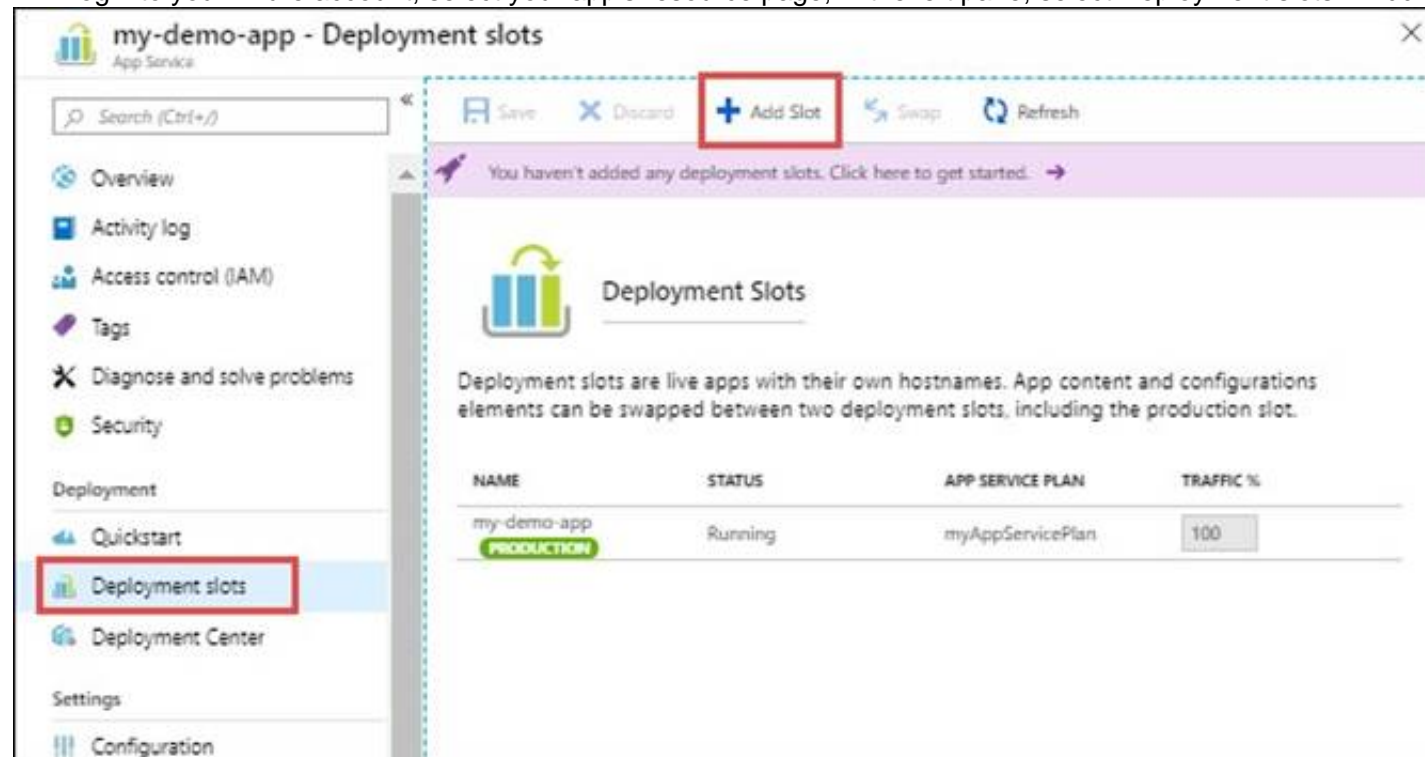 my-demo-app - Deployment slots
App Service
Search (Ctrl+/)
«
Overview
Activity log
Access control (IAM)
Tags
Diagnose and solve problems
Security
Deployment
Quickstart
Deployment slots
Deployment Center
Settings
Configuration
Save Discard Add Slot Swap Refresh
You haven't added any deployment slots. Click here to get started. →
Deployment Slots
Deployment slots are live apps with their own hostnames. App content and configurations
elements can be swapped between two deployment slots, including the production slot.
NAME STATUS APP SERVICE PLAN TRAFFIC %
my-demo-app Running myAppServicePlan 100
PRODUCTION